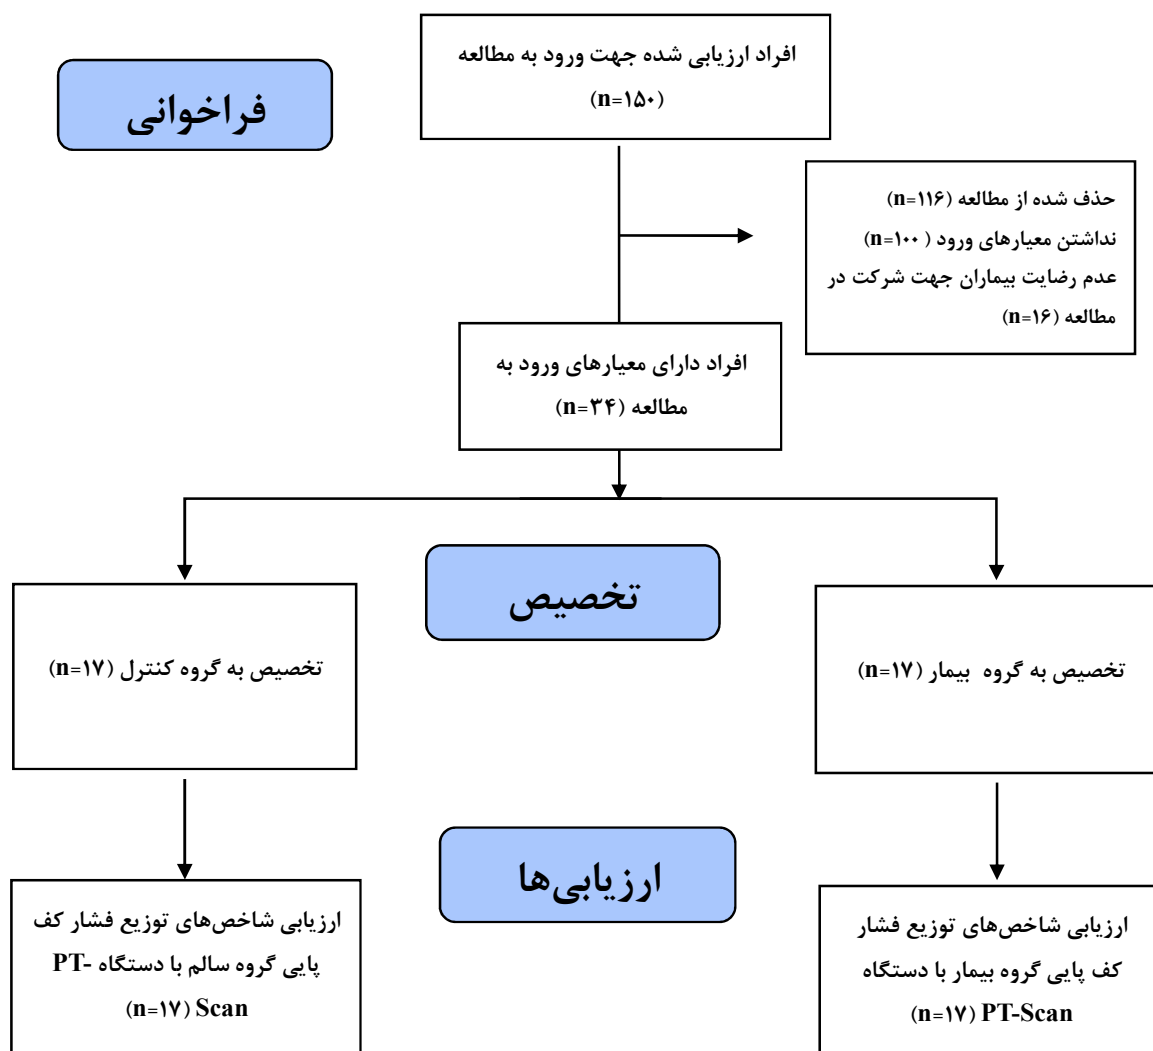 افراد ارزیابی شده جهت ورود به مطالعه
(n=۱۵۰)
فراخوانی
حذف شده از مطالعه (n=۱۱۶)
نداشتن معیارهای ورود ( n=۱۰۰)
عدم رضایت بیماران جهت شرکت در
مطالعه (n=۱۶)
افراد دارای معیارهای ورود به
مطالعه (n=۳۴)
تخصیص
تخصیص به گروه بیمار (n=۱۷)
تخصیص به گروه کنترل (n=۱۷)
ارزیابی‌ها
ارزیابی شاخص‌های توزیع فشار
کف پایی گروه بیمار با دستگاه
PT-Scan (n=۱۷)
ارزیابی شاخص‌های توزیع فشار کف
پایی گروه سالم با دستگاه PT-
Scan (n=۱۷)